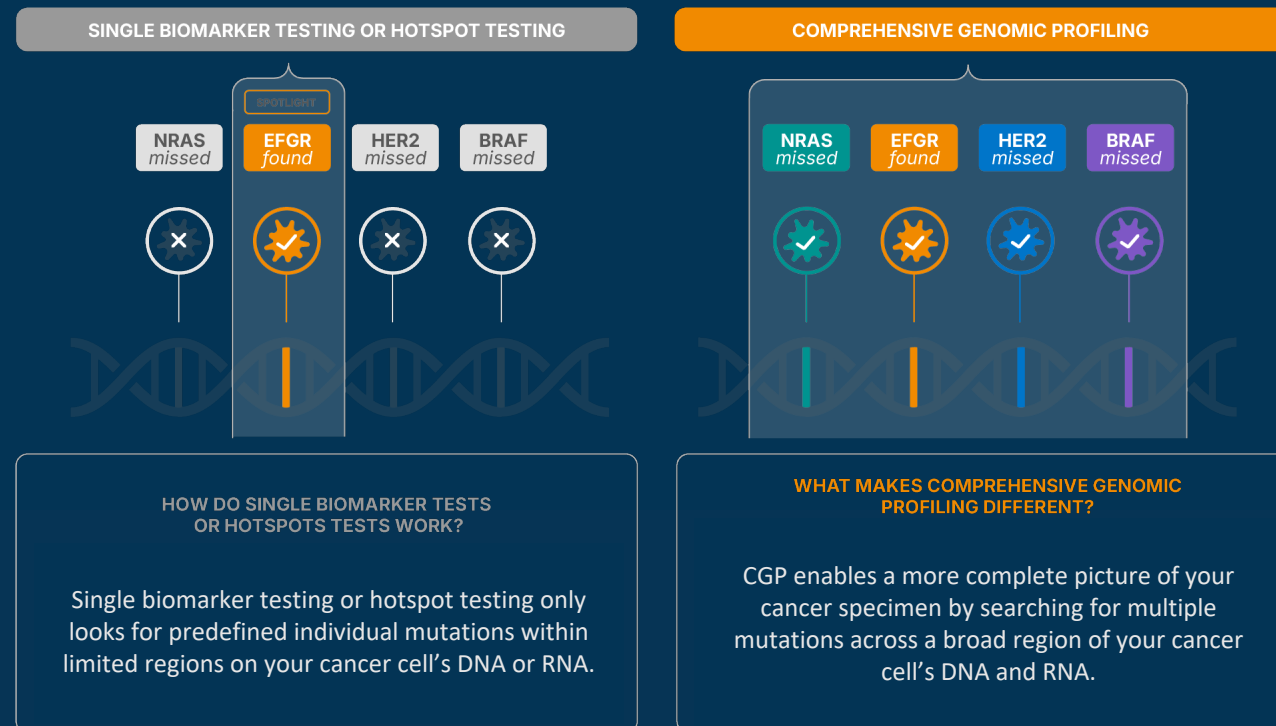 SINGLE BIOMARKER TESTING OR HOTSPOT TESTING
SPOTLIGHT
NRAS
missed
EFGR
found
HER2
missed
BRAF
missed
HOW DO SINGLE BIOMARKER TESTS
OR HOTSPOTS TESTS WORK?
Single biomarker testing or hotspot testing only
looks for predefined individual mutations within
limited regions on your cancer cell’s DNA or RNA.
COMPREHENSIVE GENOMIC PROFILING
NRAS
missed
EFGR
found
HER2
missed
BRAF
missed
WHAT MAKES COMPREHENSIVE GENOMIC
PROFILING DIFFERENT?
CGP enables a more complete picture of your
cancer specimen by searching for multiple
mutations across a broad region of your cancer
cell’s DNA and RNA.